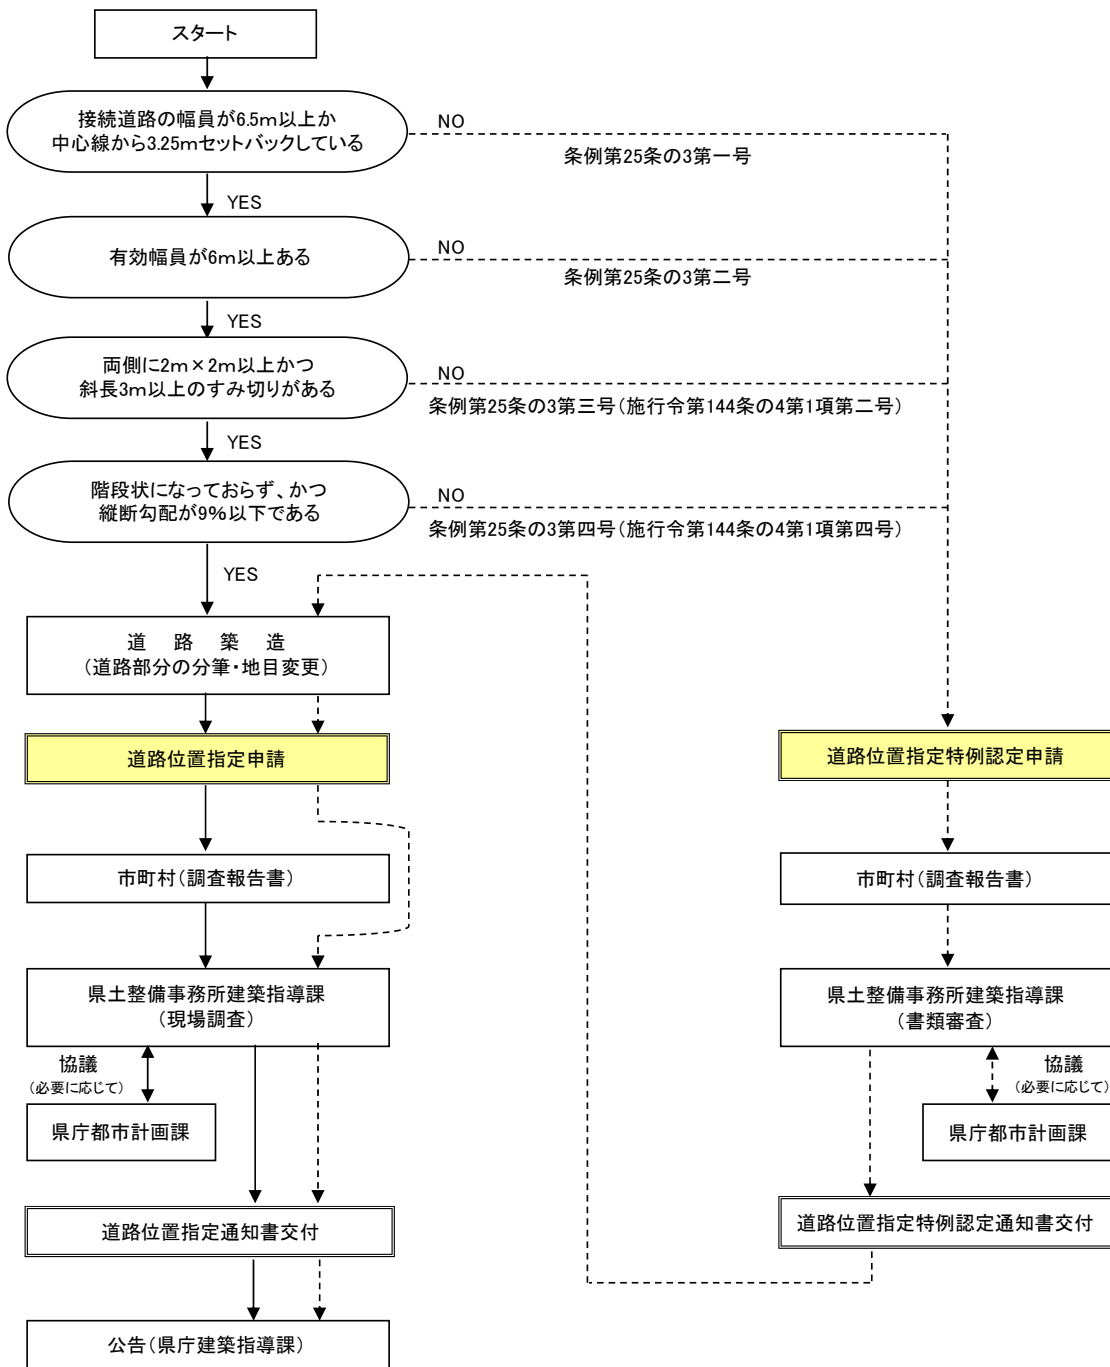 スタート
接続道路の幅員が6.5m以上か
中心線から3.25mセットバックしている
NO
条例第25条の3第一号
YES
有効幅員が6m以上ある
NO
条例第25条の3第二号
YES
両側に2m×2m以上かつ
斜長3m以上のすみ切りがある
NO
条例第25条の3第三号(施行令第144条の4第1項第二号)
YES
階段状になっておらず、かつ
縦断勾配が9%以下である
NO
条例第25条の3第四号(施行令第144条の4第1項第四号)
YES
道 路 築 造
(道路部分の分筆・地目変更)
道路位置指定申請
市町村(調査報告書)
県土整備事務所建築指導課
(現場調査)
協議
(必要に応じて)
県庁都市計画課
道路位置指定通知書交付
公告(県庁建築指導課)
道路位置指定特例認定申請
市町村(調査報告書)
県土整備事務所建築指導課
(書類審査)
協議
(必要に応じて)
県庁都市計画課
道路位置指定特例認定通知書交付